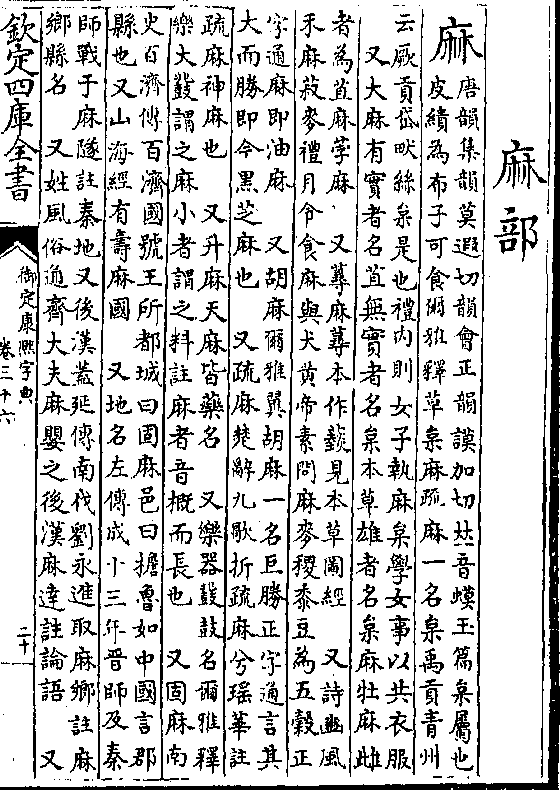 麻部
麻
唐韻集韻莫遐切韻會正韻謨加切𠀤音蟆玉篇枲屬也
皮績為布子可食爾雅釋草枲麻疏麻一名枲禹貢青州
云厥貢岱畎絲枲是也禮内則女子執麻枲學女事以共衣服
又大麻有實者名苴無實者名枲本草雄者名枲麻牡麻雌
者為苴麻茡麻 又蕁麻蕁本作䕭見本草圖經 又詩豳風
禾麻菽麥禮月令食麻與犬黄帝素問麻麥稷黍豆為五穀正
字通麻即油麻 又胡麻爾雅翼胡麻一名巨勝正字通言其
大而勝即今黒芝麻也 又疏麻楚辭九歌折疏麻兮瑶華註
疏麻神麻也 又升麻天麻皆藥名 又樂器鼗鼓名爾雅釋
樂大鼗謂之麻小者謂之料註麻者音概而長也 又固麻南
史百濟傳百濟國號王所都城曰固麻邑曰擔魯如中國言郡
縣也又山海經有壽麻國 又地名左傳成十三年晉師及秦
師戰于麻隧註秦地又後漢蓋延傳南伐劉永進取麻鄉註麻
鄉縣名 又姓風俗通齊大夫麻嬰之後漢麻達註論語 又
欽定四庫全書
御定康熙字典
卷三十六
二十